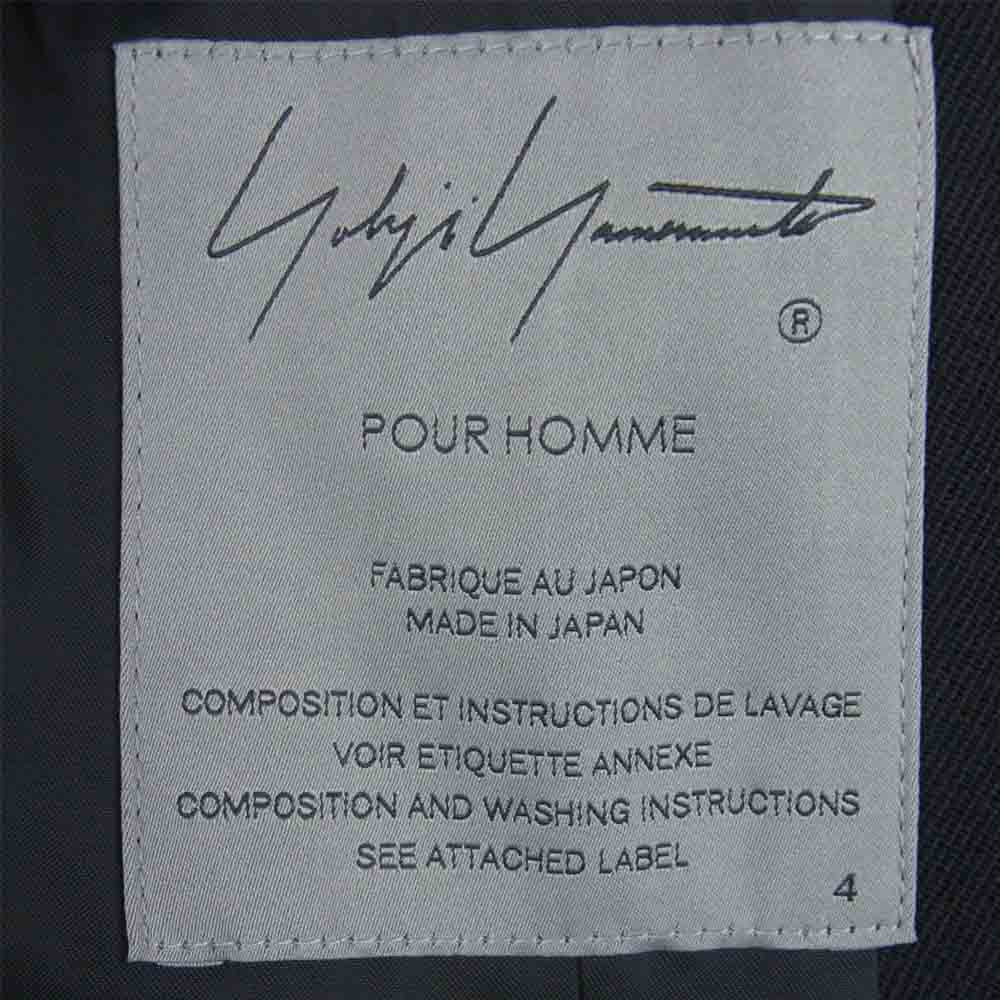 Yohji Yamamoto
®
POUR HOMME
FABRIQUE AU JAPON
MADE IN JAPAN
COMPOSITION ET INSTRUCTIONS DE LAVAGE
VOIR ETIQUETTE ANNEXE
COMPOSITION AND WASHING INSTRUCTIONS
SEE ATTACHED LABEL
4